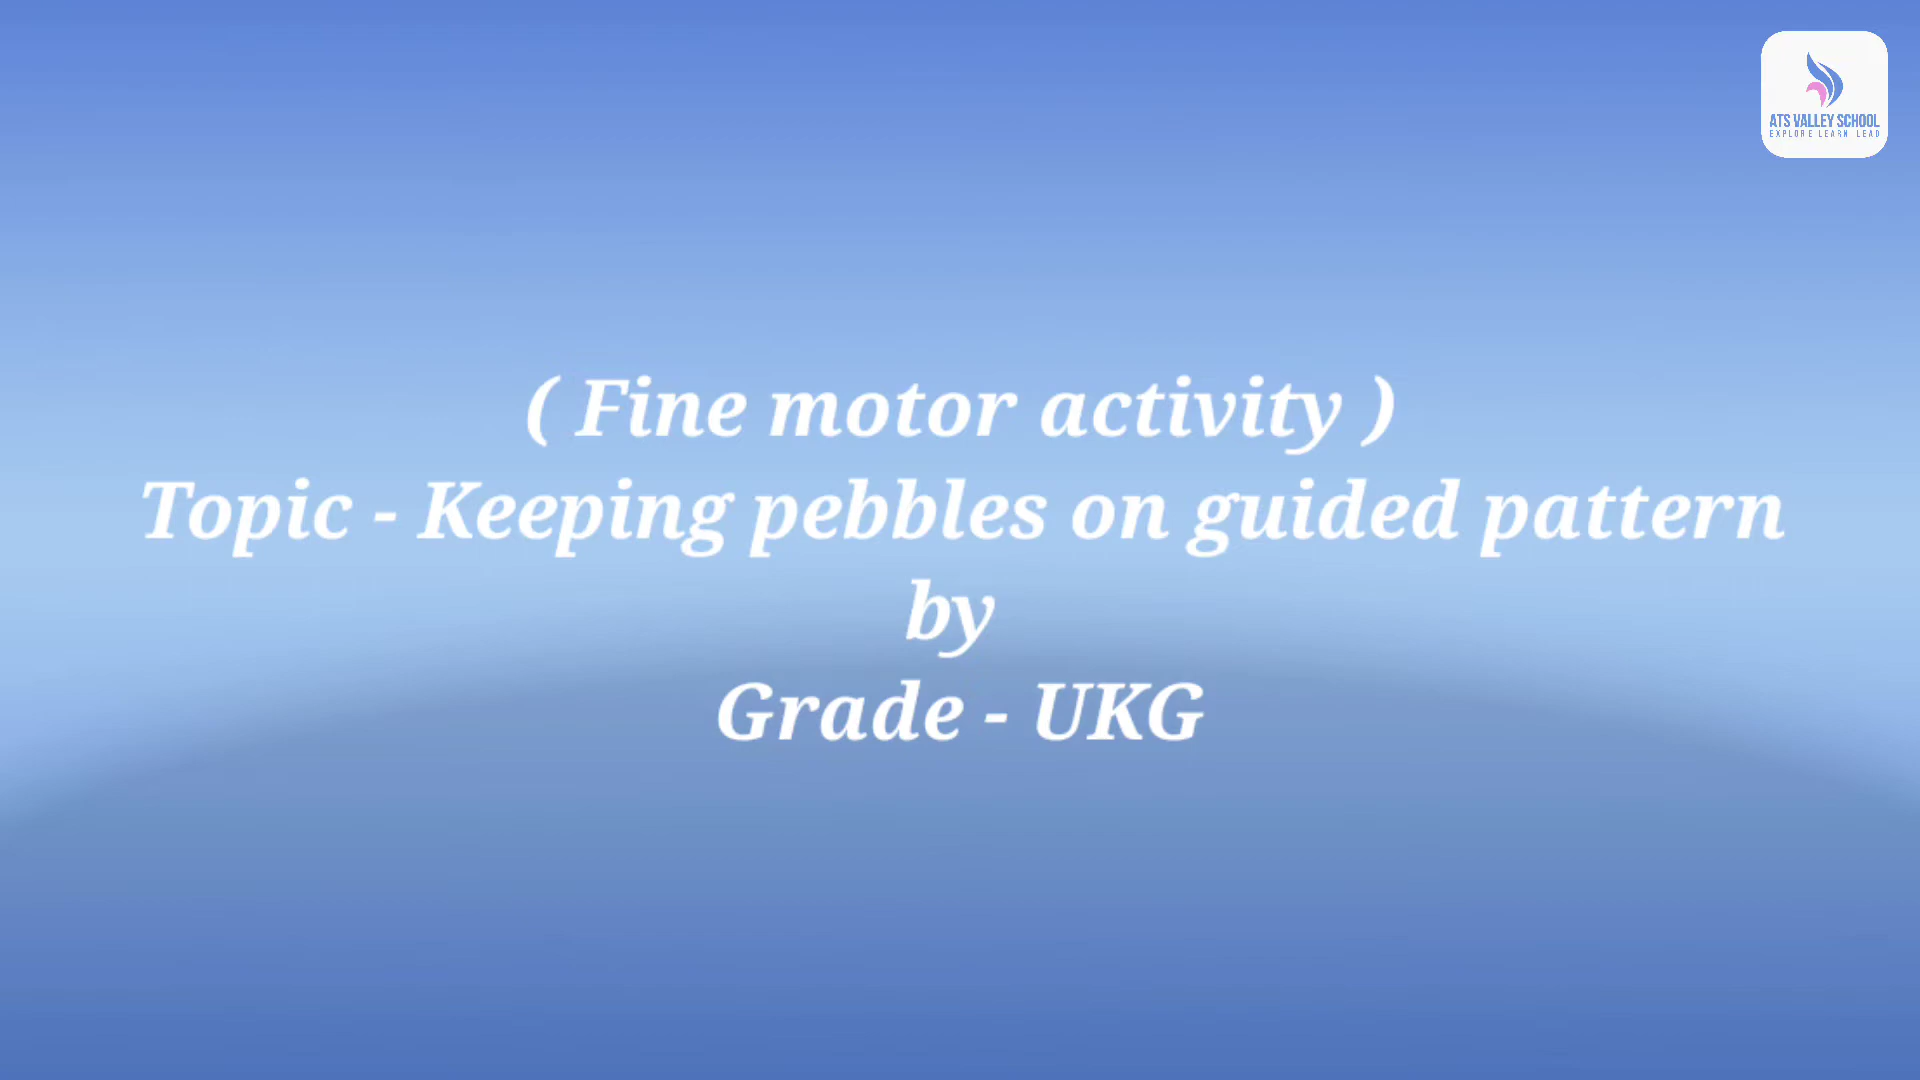 ATS VALLEY SCHOOL
EXPLORE LEARN LEAD
( Fine motor activity )
Topic - Keeping pebbles on guided pattern
by
Grade - UKG